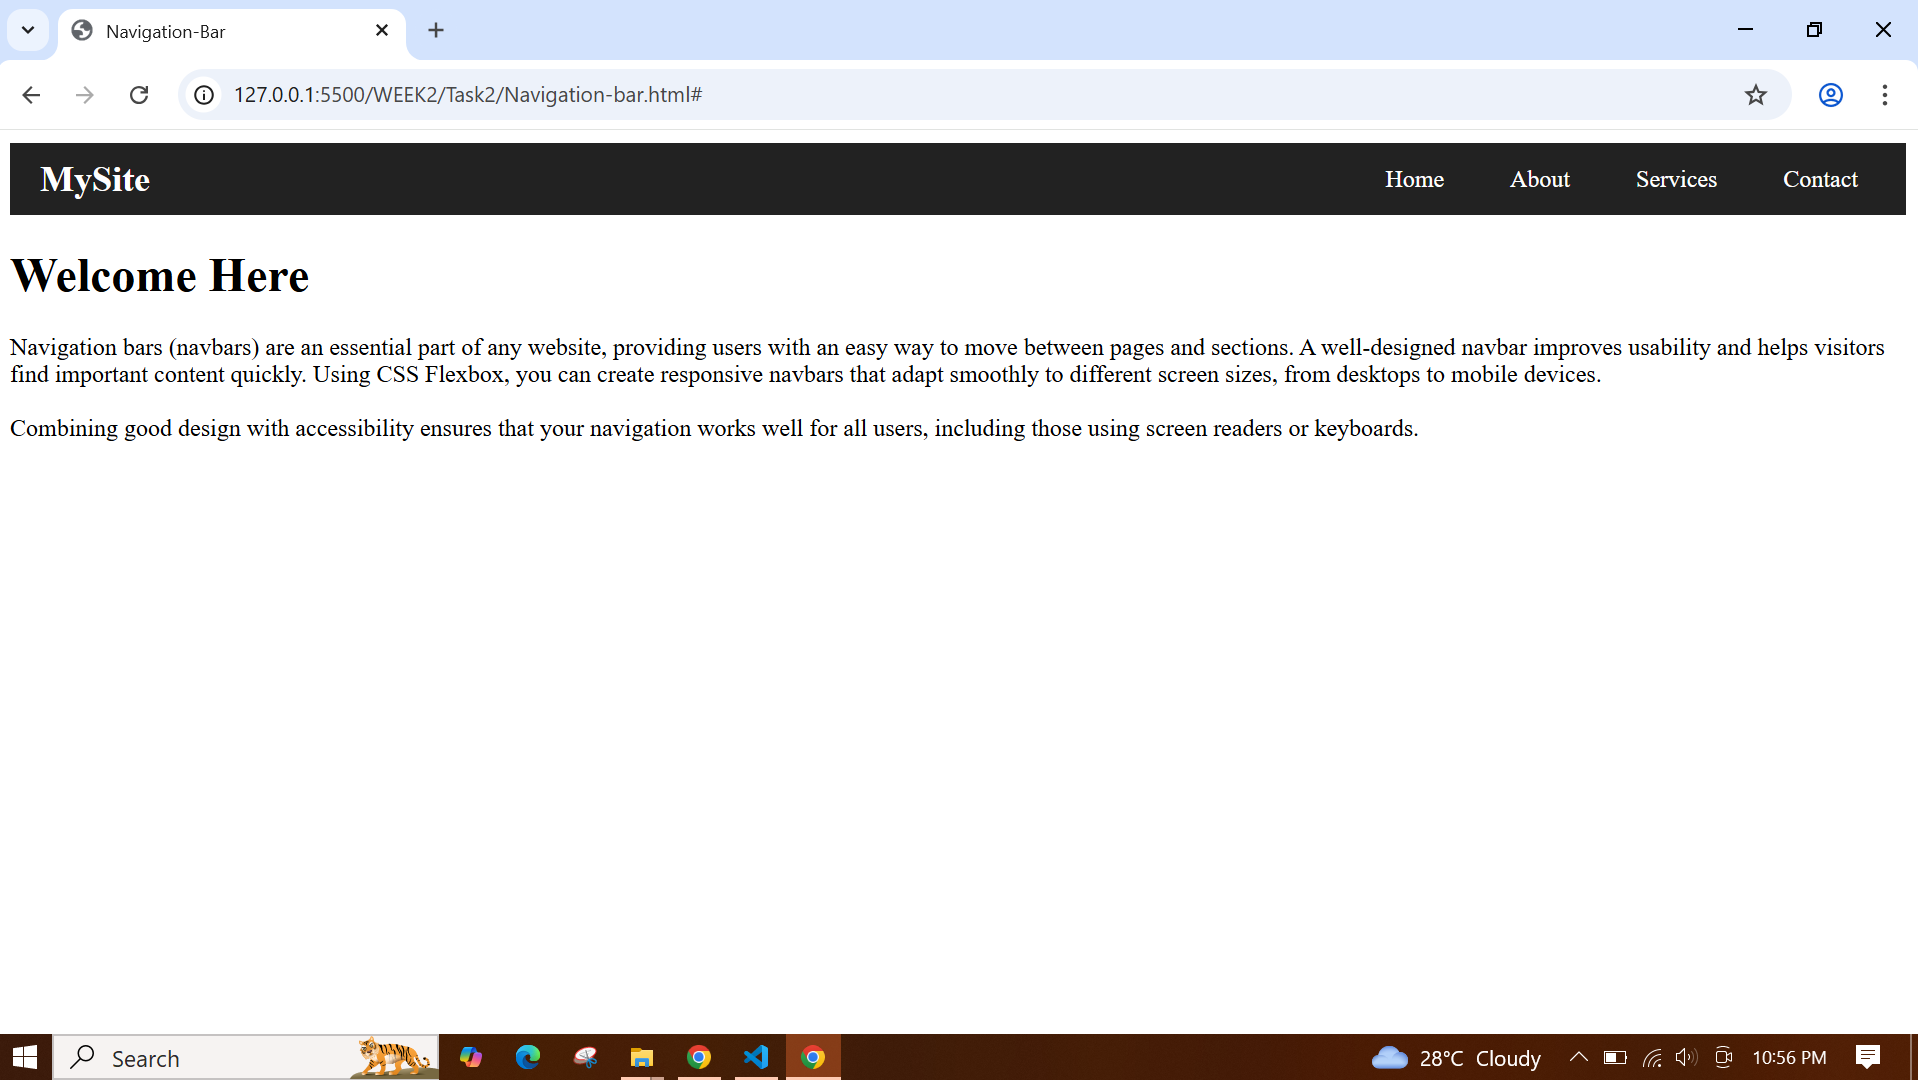 Navigation-Bar
127.0.0.1:5500/WEEK2/Task2/Navigation-bar.html#
MySite Home About Services Contact
Welcome Here
Navigation bars (navbars) are an essential part of any website, providing users with an easy way to move between pages and sections. A well-designed navbar improves usability and helps visitors
find important content quickly. Using CSS Flexbox, you can create responsive navbars that adapt smoothly to different screen sizes, from desktops to mobile devices.
Combining good design with accessibility ensures that your navigation works well for all users, including those using screen readers or keyboards.
Search 28°C Cloudy 10:56 PM